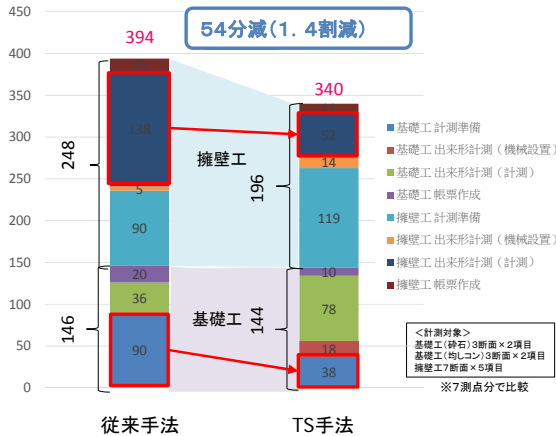 54分減(1.4割減)
450
400
350
300
250
200
150
100
50
0
394
340
138
5
90
20
36
90
52
14
119
10
78
18
38
248
146
196
144
擁壁工
基礎工
従来手法
TS手法
基礎工 計測準備
基礎工 出来形計測(機械設置)
基礎工 出来形計測(計測)
基礎工 帳票作成
擁壁工 計測準備
擁壁工 出来形計測(機械設置)
擁壁工 出来形計測(計測)
擁壁工 帳票作成
<計測対象>
基礎工(砕石)3断面×2項目
基礎工(均しコン)3断面×2項目
擁壁工7断面×5項目
※7測点分で比較